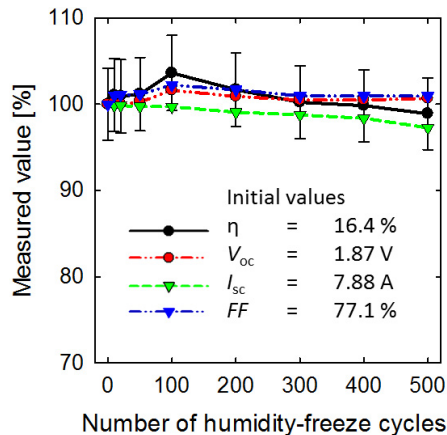 110
100
90
80
70
Measured value [%]
Initial values
η = 16.4 %
Voc = 1.87 V
Isc = 7.88 A
FF = 77.1 %
0 100 200 300 400 500
Number of humidity-freeze cycles